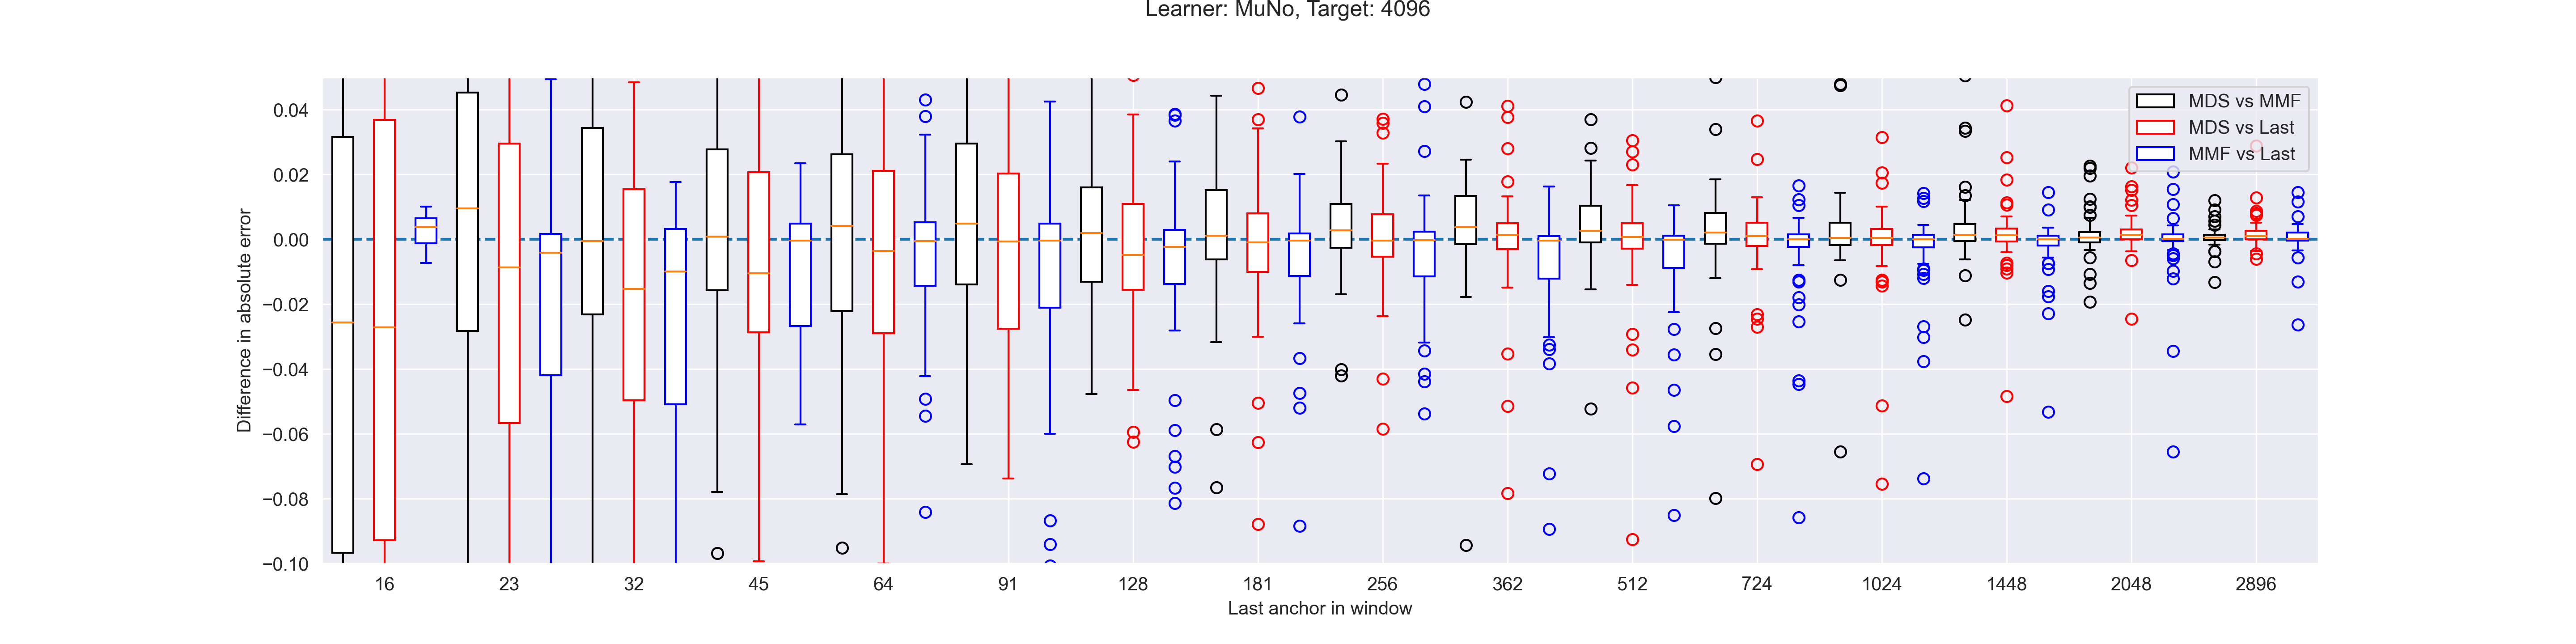 Learner: MuNo, Target: 4096
MDS vs MMF
MDS vs Last
MMF vs Last
Difference in absolute error
0.04
0.02
0.00
−0.02
−0.04
−0.06
−0.08
−0.10
16 23 32 45 64 91 128 181 256 362 512 724 1024 1448 2048 2896
Last anchor in window